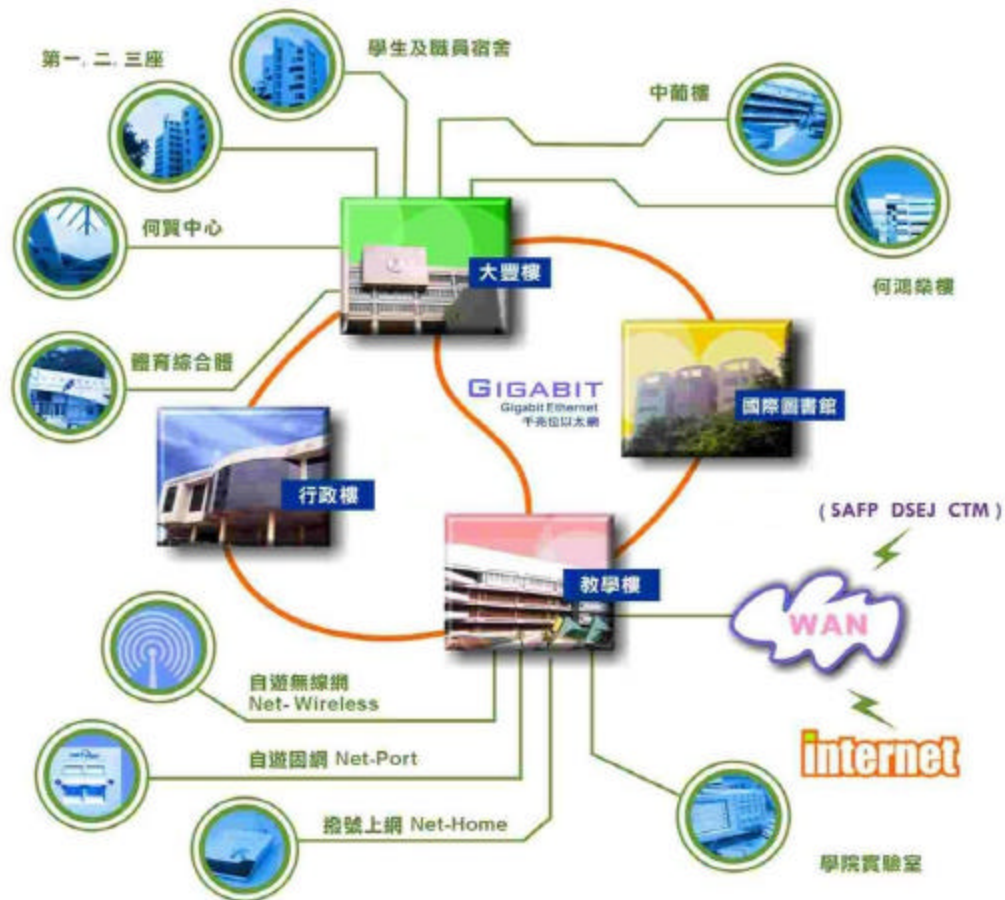 學生及職員宿舍
第一. 二. 三座
中葡樓
何賢中心
大豐樓
何鴻燊樓
體育綜合體
GIGABIT
Gigabit Ethernet
千兆位以太網
國際圖書館
行政樓
( SAFP DSEJ CTM )
教學樓
WAN
自遊無線網
Net- Wireless
internet
自遊固網 Net-Port
撥號上網 Net-Home
學院實驗室